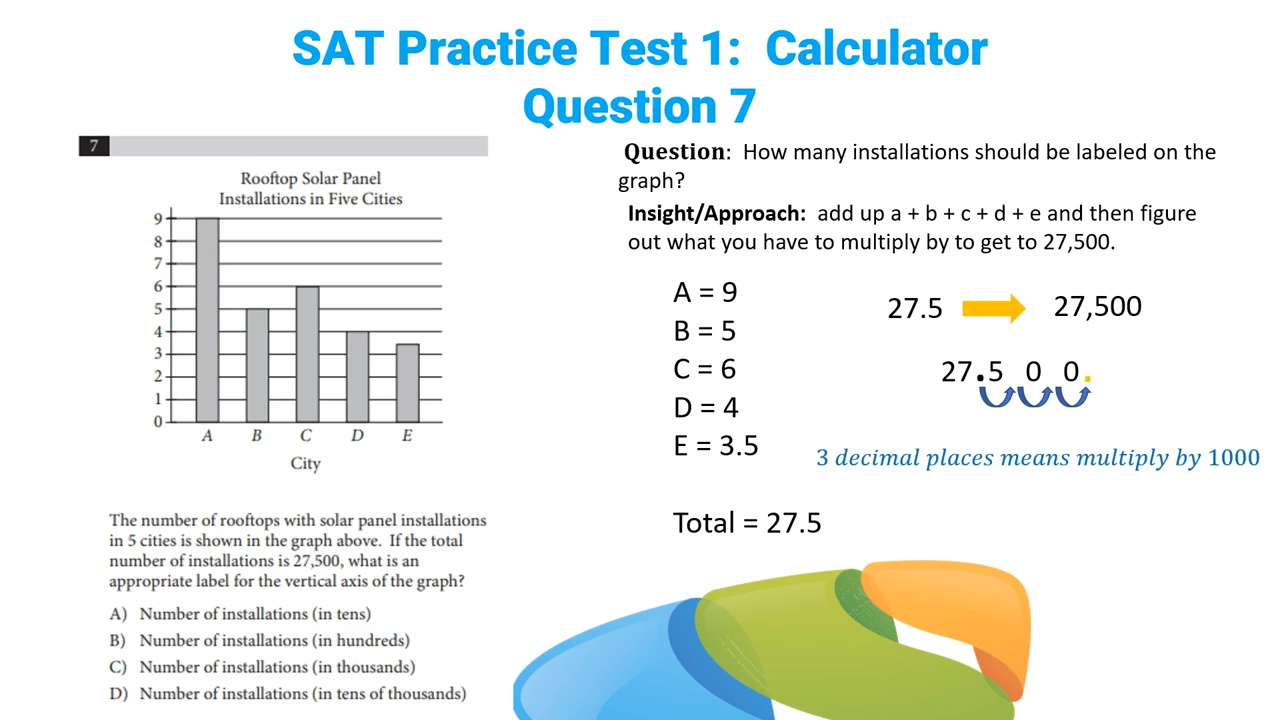 SAT Practice Test 1: Calculator
Question 7
7
Rooftop Solar Panel
Installations in Five Cities
9
8
7
6
5
4
3
2
1
0
A B C D E
City
The number of rooftops with solar panel installations
in 5 cities is shown in the graph above. If the total
number of installations is 27,500, what is an
appropriate label for the vertical axis of the graph?
A) Number of installations (in tens)
B) Number of installations (in hundreds)
C) Number of installations (in thousands)
D) Number of installations (in tens of thousands)
Question: How many installations should be labeled on the
graph?
Insight/Approach: add up a + b + c + d + e and then figure
out what you have to multiply by to get to 27,500.
A = 9
B = 5
C = 6
D = 4
E = 3.5
Total = 27.5
27.5 27,500
27.5 0 0.
3 decimal places means multiply by 1000